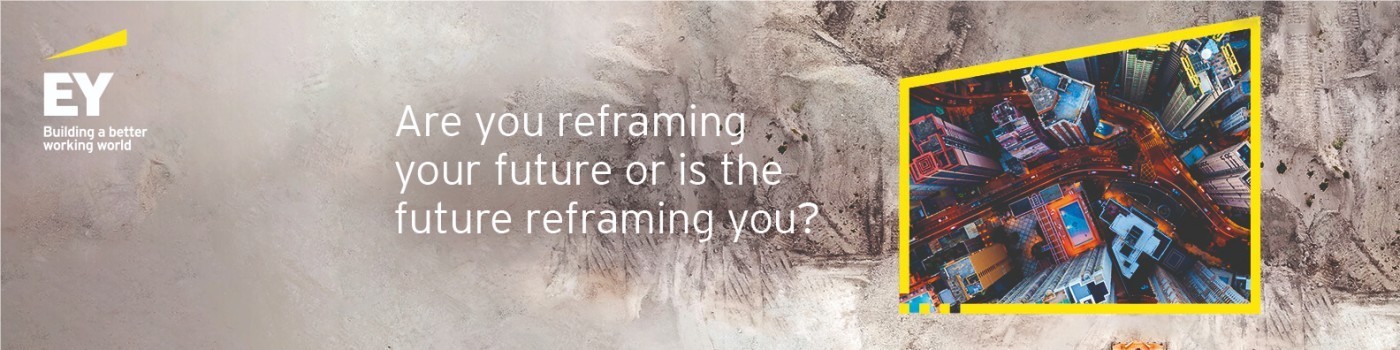 EY
Building a better
working world
Are you reframing
your future or is the
future reframing you?